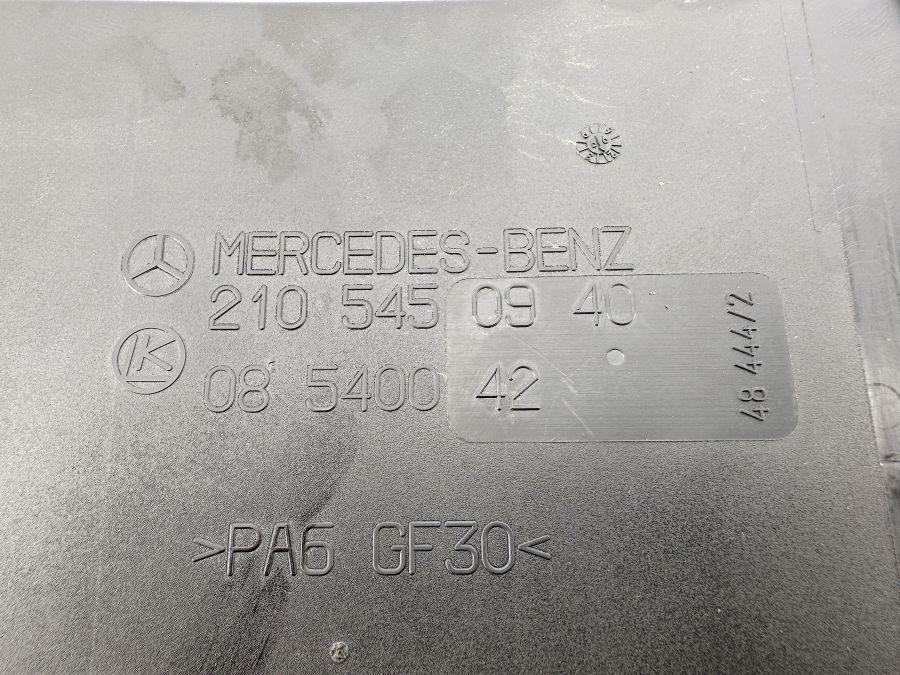 MERCEDES-BENZ
210 545 09 40
K
08 5400 42
48 444/2
>PA6 GF30<